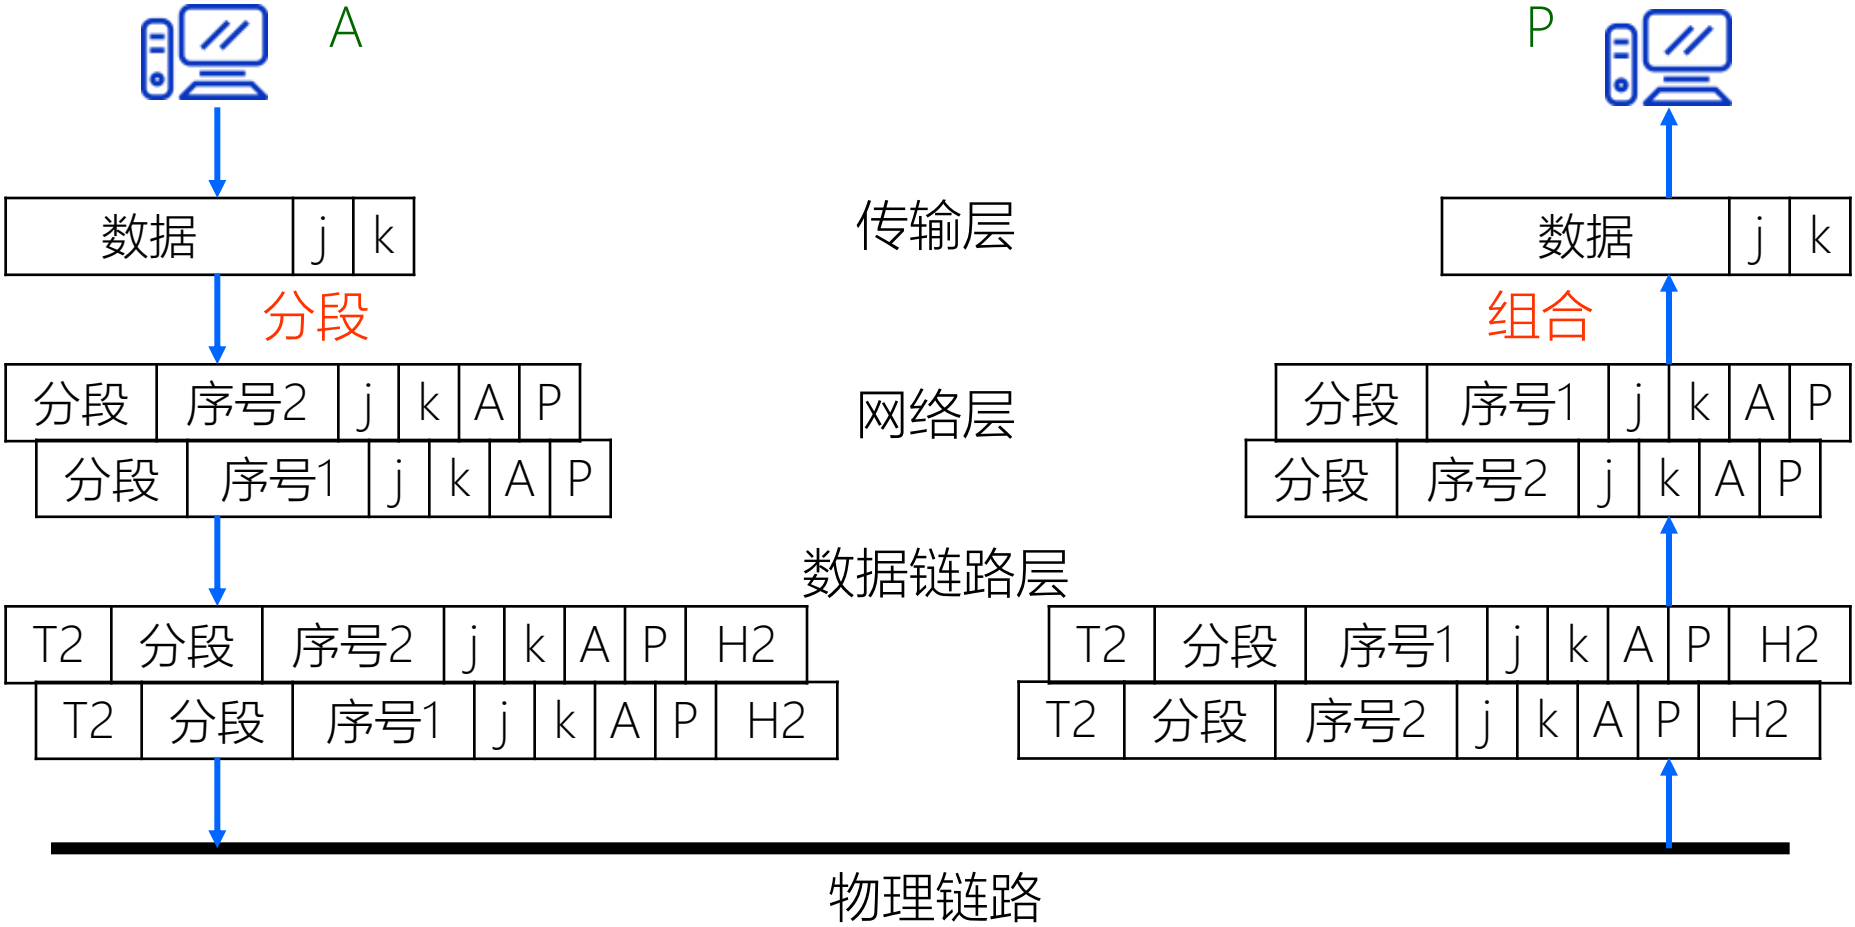 A
P
数据 j k
传输层
数据 j k
分段
组合
分段 序号2 j k A P
网络层
分段 序号1 j k A P
分段 序号1 j k A P
分段 序号2 j k A P
数据链路层
T2 分段 序号2 j k A P H2
T2 分段 序号1 j k A P H2
T2 分段 序号1 j k A P H2
T2 分段 序号2 j k A P H2
物理链路